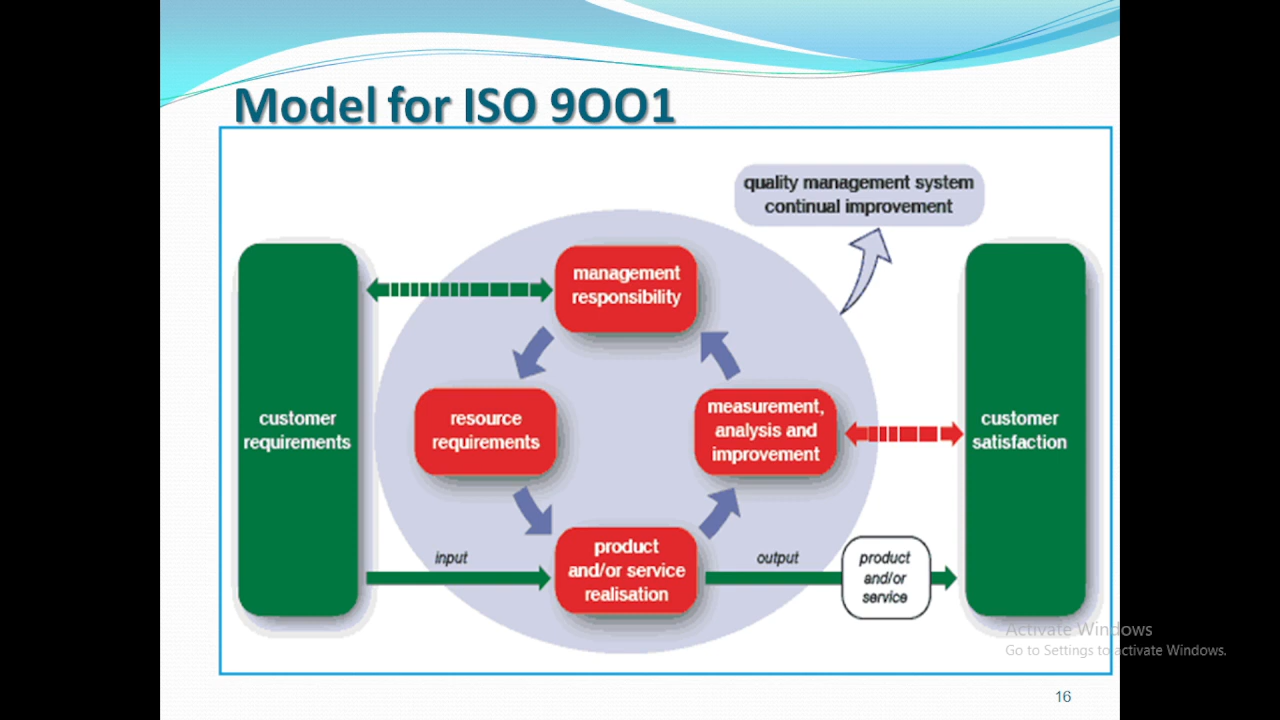 Model for ISO 9OO1
quality management system
continual improvement
management
responsibility
customer
requirements
resource
requirements
measurement,
analysis and
improvement
customer
satisfaction
input
product
and/or service
realisation
output
product
and/or
service
Activate Windows
Go to Settings to activate Windows.
16